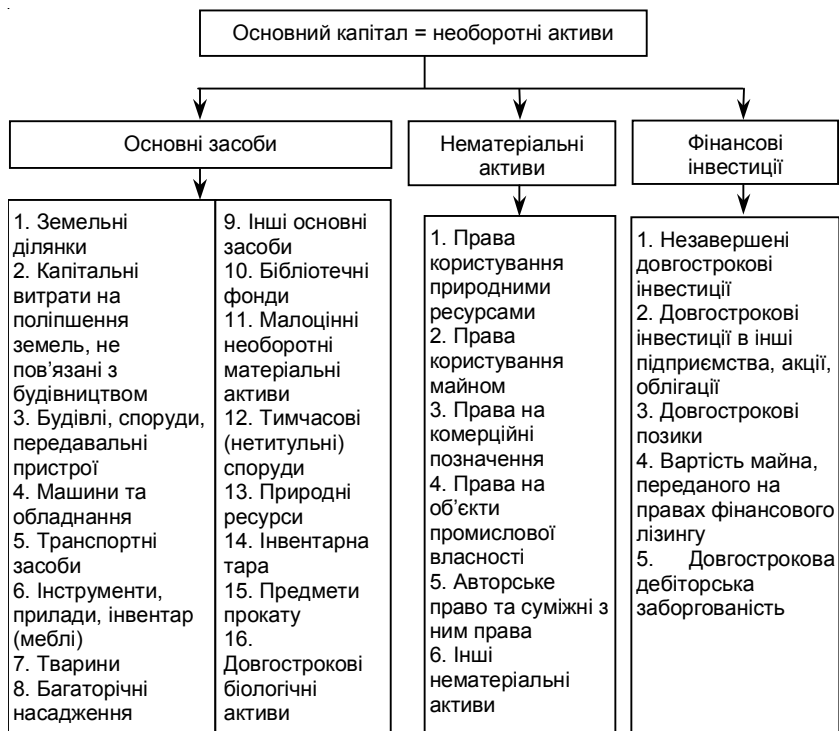 Основний капітал = необоротні активи
Основні засоби
Нематеріальні
активи
Фінансові
інвестиції
1. Земельні
ділянки
2. Капітальні
витрати на
поліпшення
земель, не
пов’язані з
будівництвом
3. Будівлі, споруди,
передавальні
пристрої
4. Машини та
обладнання
5. Транспортні
засоби
6. Інструменти,
прилади, інвентар
(меблі)
7. Тварини
8. Багаторічні
насадження
9. Інші основні
засоби
10. Бібліотечні
фонди
11. Малоцінні
необоротні
матеріальні
активи
12. Тимчасові
(нетитульні)
споруди
13. Природні
ресурси
14. Інвентарна
тара
15. Предмети
прокату
16.
Довгострокові
біологічні
активи
1. Права
користування
природними
ресурсами
2. Права
користування
майном
3. Права на
комерційні
позначення
4. Права на
об’єкти
промислової
власності
5. Авторське
право та суміжні з
ним права
6. Інші
нематеріальні
активи
1. Незавершені
довгострокові
інвестиції
2. Довгострокові
інвестиції в інші
підприємства, акції,
облігації
3. Довгострокові
позики
4. Вартість майна,
переданого на
правах фінансового
лізингу
5. Довгострокова
дебіторська
заборгованість